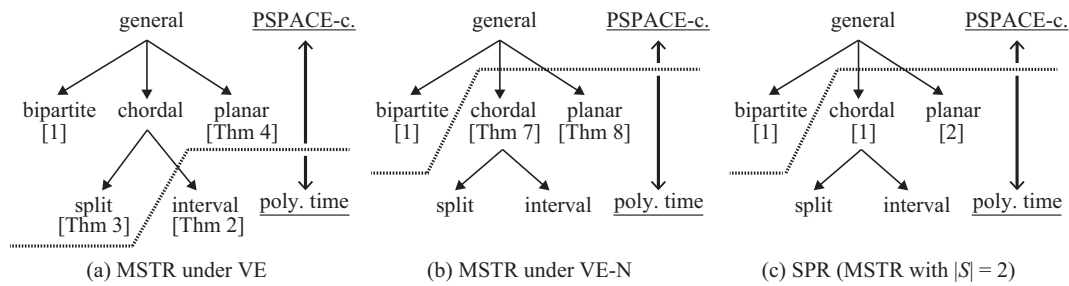 general PSPACE-c.
bipartite chordal planar
[1] [Thm 4]
split interval poly. time
[Thm 3] [Thm 2]
(a) MSTR under VE
general PSPACE-c.
bipartite chordal planar
[1] [Thm 7] [Thm 8]
split interval poly. time
(b) MSTR under VE-N
general PSPACE-c.
bipartite chordal planar
[1] [1] [2]
split interval poly. time
(c) SPR (MSTR with |S| = 2)